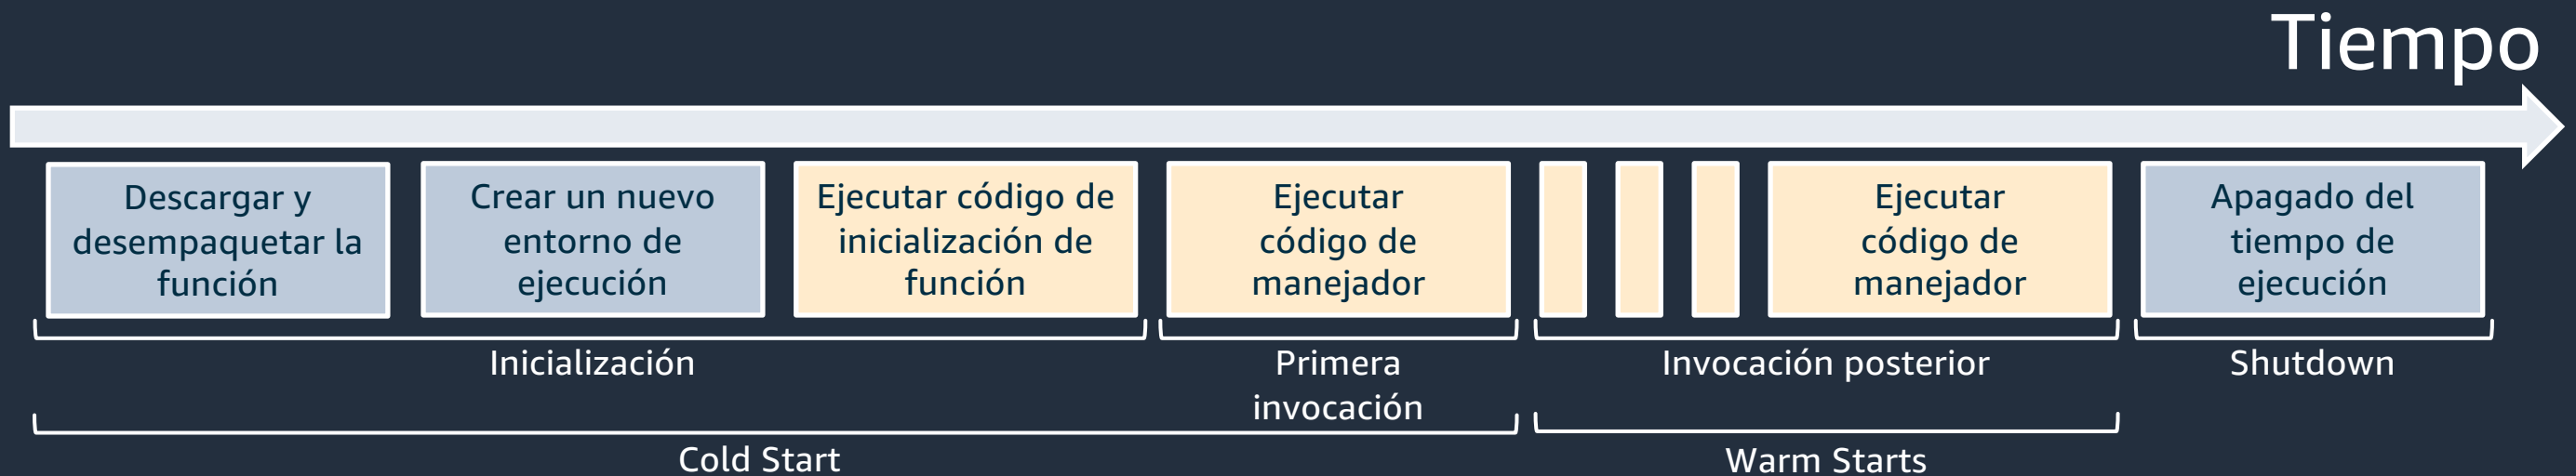 Tiempo
Descargar y
desempaquetar la
función
Crear un nuevo
entorno de
ejecución
Ejecutar código de
inicialización de
función
Ejecutar
código de
manejador
Ejecutar
código de
manejador
Apagado del
tiempo de
ejecución
Inicialización
Primera
invocación
Invocación posterior
Shutdown
Cold Start
Warm Starts